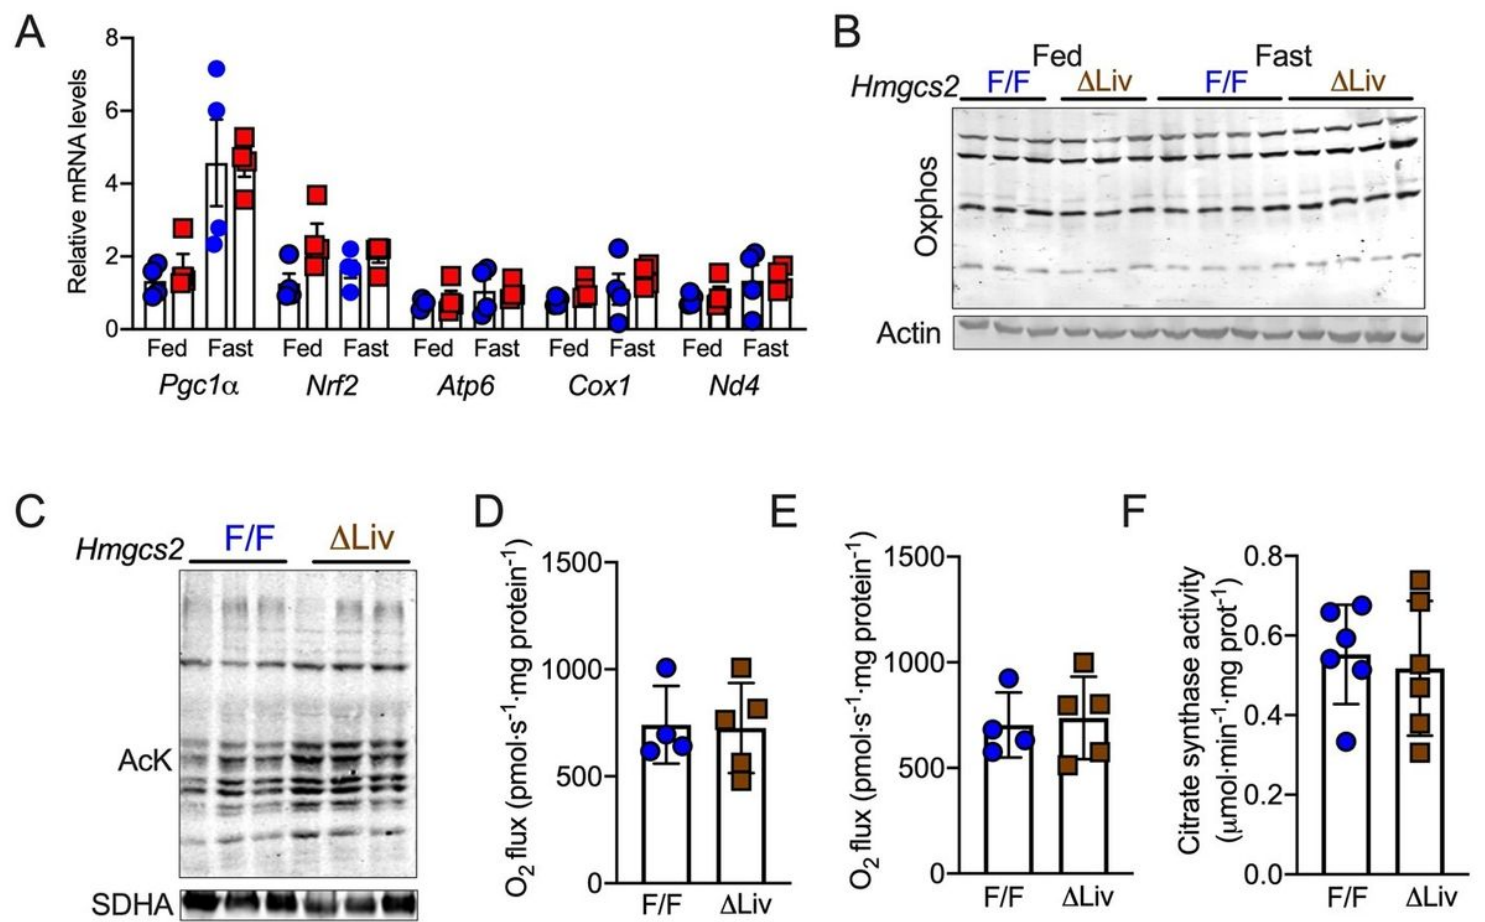 A
Relative mRNA levels
8
6
4
2
0
Fed Fast Fed Fast Fed Fast Fed Fast Fed Fast
Pgc1α Nrf2 Atp6 Cox1 Nd4
B
Fed Fast
Hmgcs2 F/F ΔLiv F/F ΔLiv
Oxphos
Actin
C
Hmgcs2 F/F ΔLiv
AcK
SDHA
D
O₂ flux (pmol·s⁻¹·mg protein⁻¹)
1500
1000
500
0
F/F ΔLiv
E
O₂ flux (pmol·s⁻¹·mg protein⁻¹)
1500
1000
500
0
F/F ΔLiv
F
Citrate synthase activity
(μmol·min⁻¹·mg prot⁻¹)
0.8
0.6
0.4
0.2
0.0
F/F ΔLiv